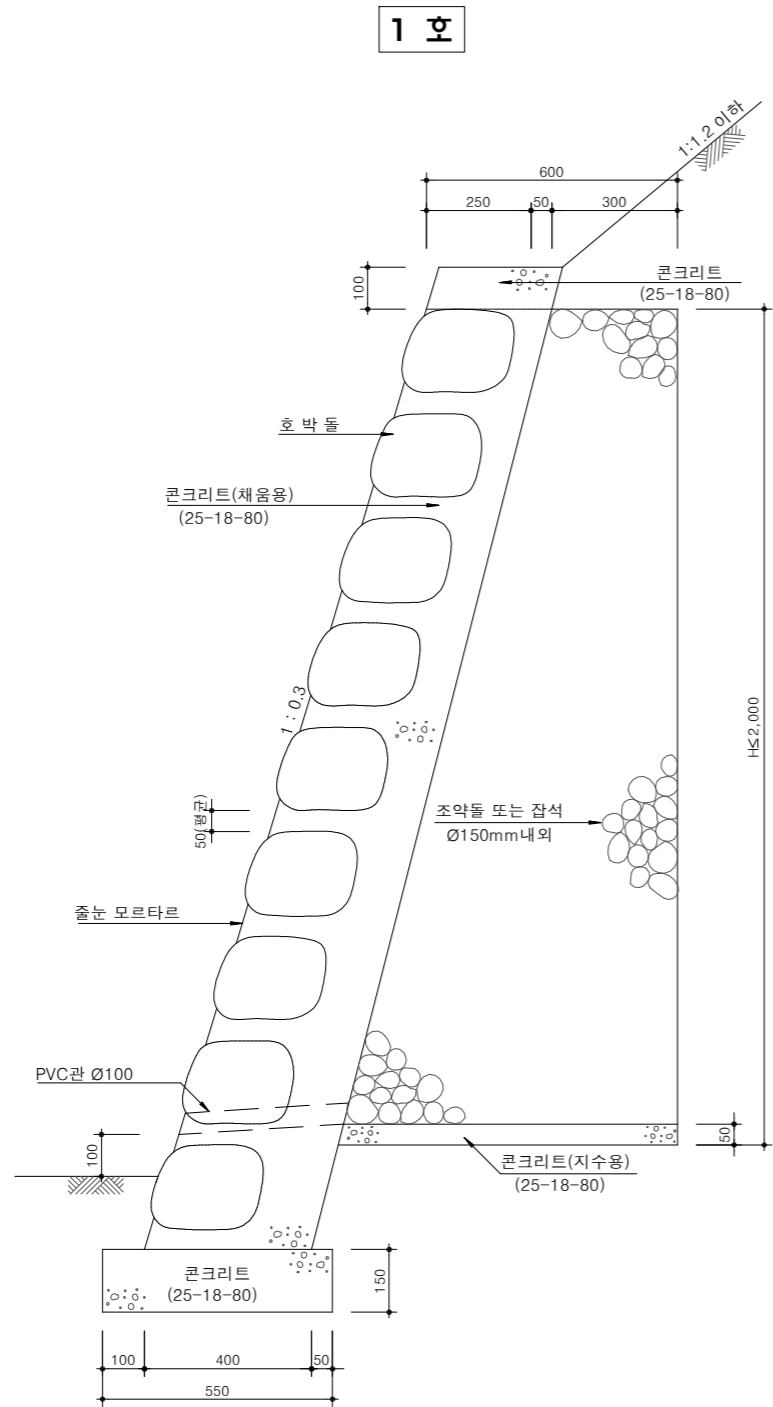 1 호
1:1.2 이하
600
250
50
300
100
콘크리트
(25-18-80)
호 박 돌
콘크리트(채움용)
(25-18-80)
1 : 0.3
H≤2,000
50(평균)
조약돌 또는 잡석
Ø150mm내외
줄눈 모르타르
PVC관 Ø100
100
50
콘크리트(지수용)
(25-18-80)
콘크리트
(25-18-80)
150
100
400
50
550